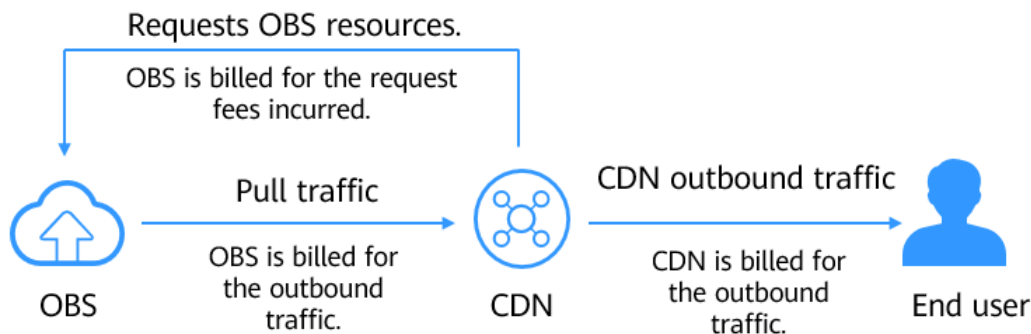 Requests OBS resources.
OBS is billed for the request
fees incurred.
Pull traffic
OBS is billed for
the outbound
traffic.
CDN outbound traffic
CDN is billed for
the outbound
traffic.
OBS
CDN
End user